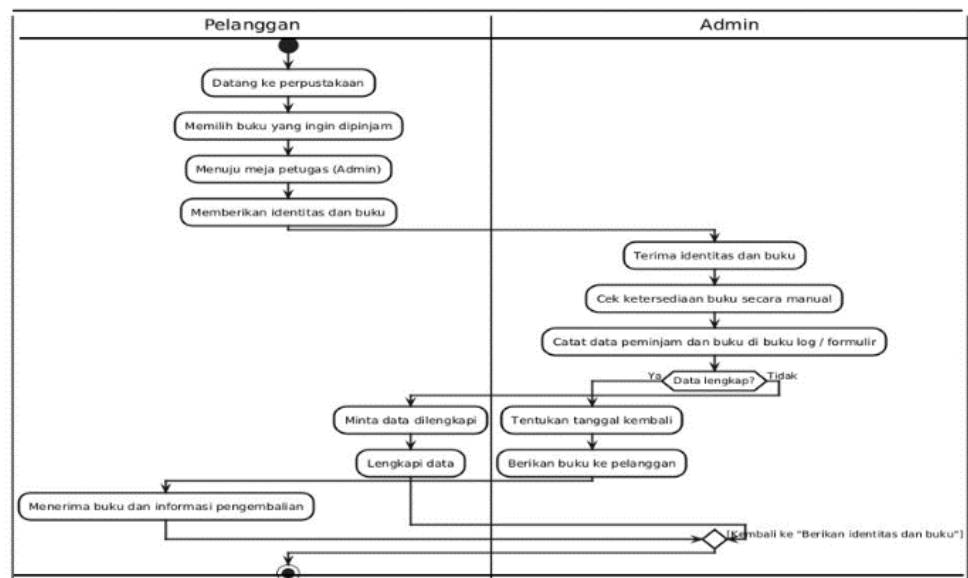 Pelanggan
Admin
Datang ke perpustakaan
Memilih buku yang ingin dipinjam
Menuju meja petugas (Admin)
Memberikan identitas dan buku
Terima identitas dan buku
Cek ketersediaan buku secara manual
Catat data peminjam dan buku di buku log / formulir
Ya
Data lengkap?
Tidak
Minta data dilengkapi
Tentukan tanggal kembali
Lengkapi data
Berikan buku ke pelanggan
Menerima buku dan informasi pengembalian
[Kembali ke "Berikan identitas dan buku"]